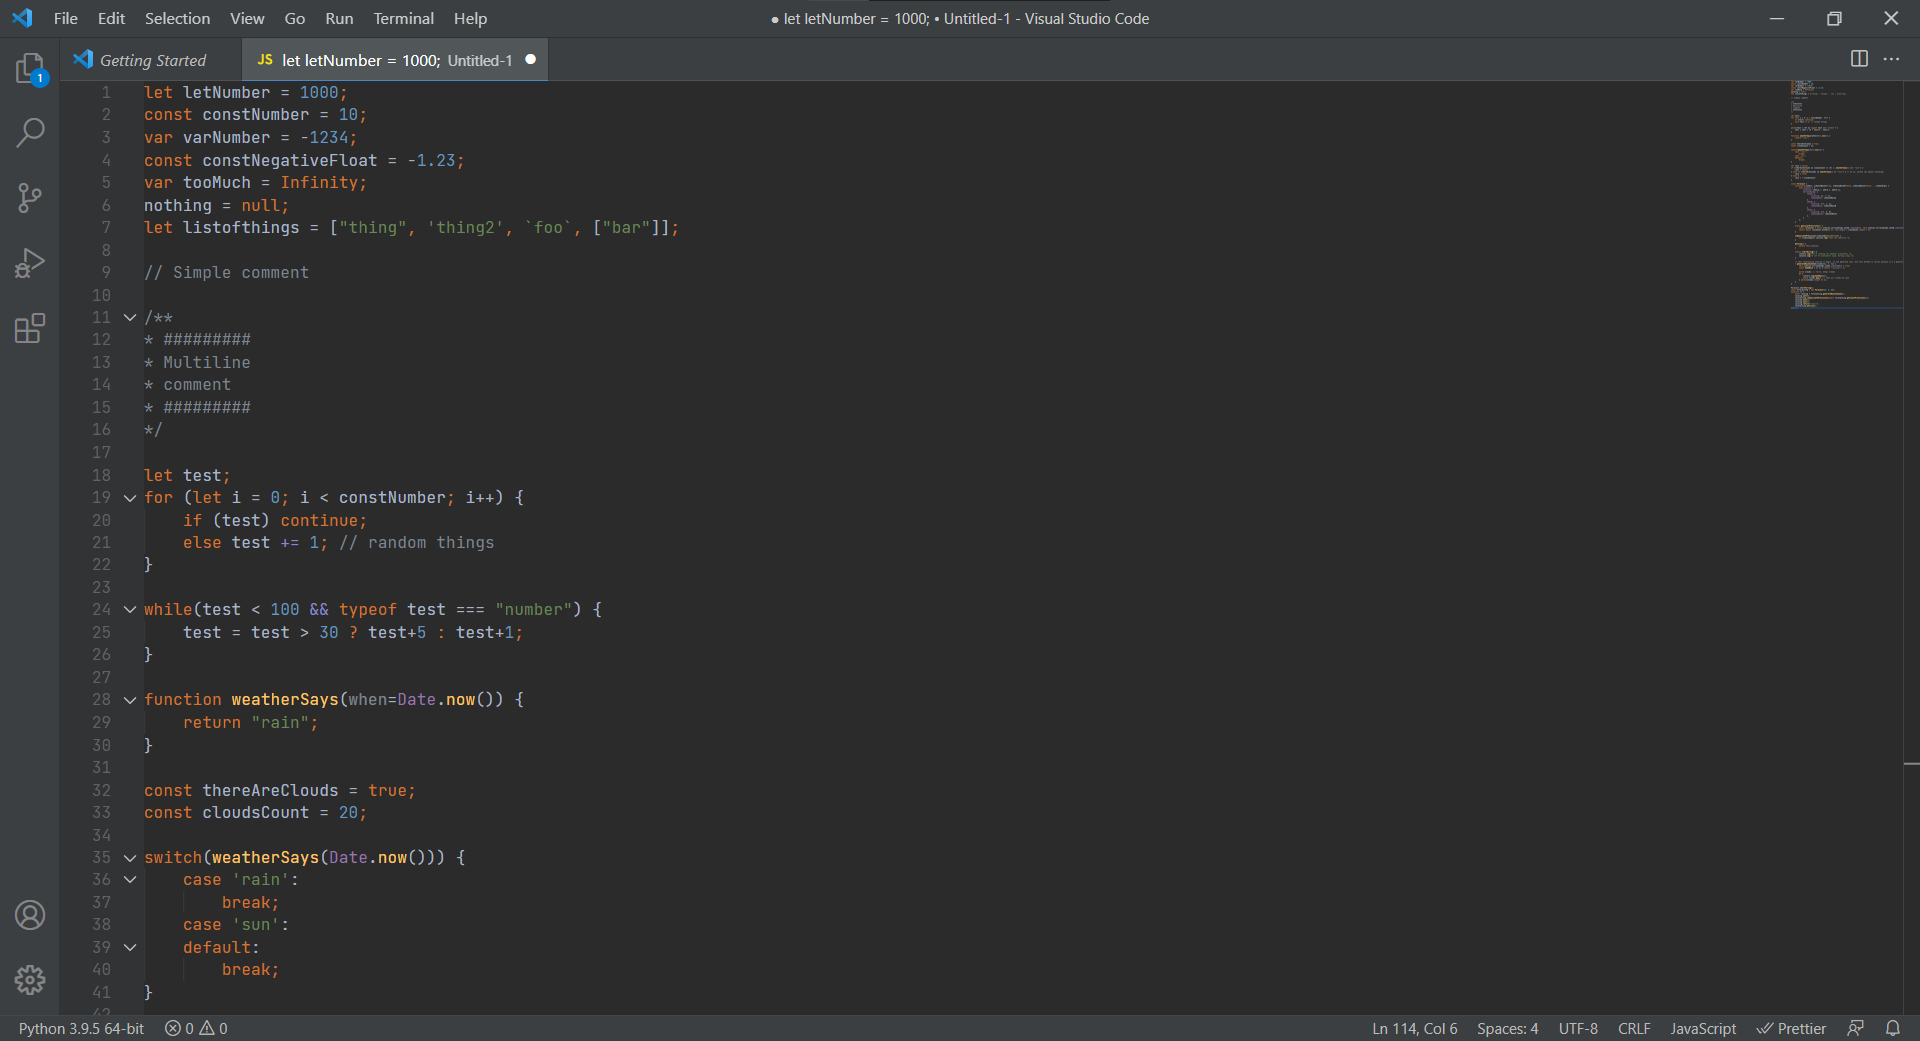 File Edit Selection View Go Run Terminal Help
● let letNumber = 1000; • Untitled-1 - Visual Studio Code
Getting Started
JS let letNumber = 1000; Untitled-1 ●
1
1 let letNumber = 1000;
2 const constNumber = 10;
3 var varNumber = -1234;
4 const constNegativeFloat = -1.23;
5 var tooMuch = Infinity;
6 nothing = null;
7 let listofthings = ["thing", 'thing2', `foo`, ["bar"]];
8
9 // Simple comment
10
11 /**
12 * #########
13 * Multiline
14 * comment
15 * #########
16 */
17
18 let test;
19 for (let i = 0; i < constNumber; i++) {
20     if (test) continue;
21     else test += 1; // random things
22 }
23
24 while(test < 100 && typeof test === "number") {
25     test = test > 30 ? test+5 : test+1;
26 }
27
28 function weatherSays(when=Date.now()) {
29     return "rain";
30 }
31
32 const thereAreClouds = true;
33 const cloudsCount = 20;
34
35 switch(weatherSays(Date.now())) {
36     case 'rain':
37         break;
38     case 'sun':
39     default:
40         break;
41 }
42
Python 3.9.5 64-bit 0 0
Ln 114, Col 6 Spaces: 4 UTF-8 CRLF JavaScript Prettier